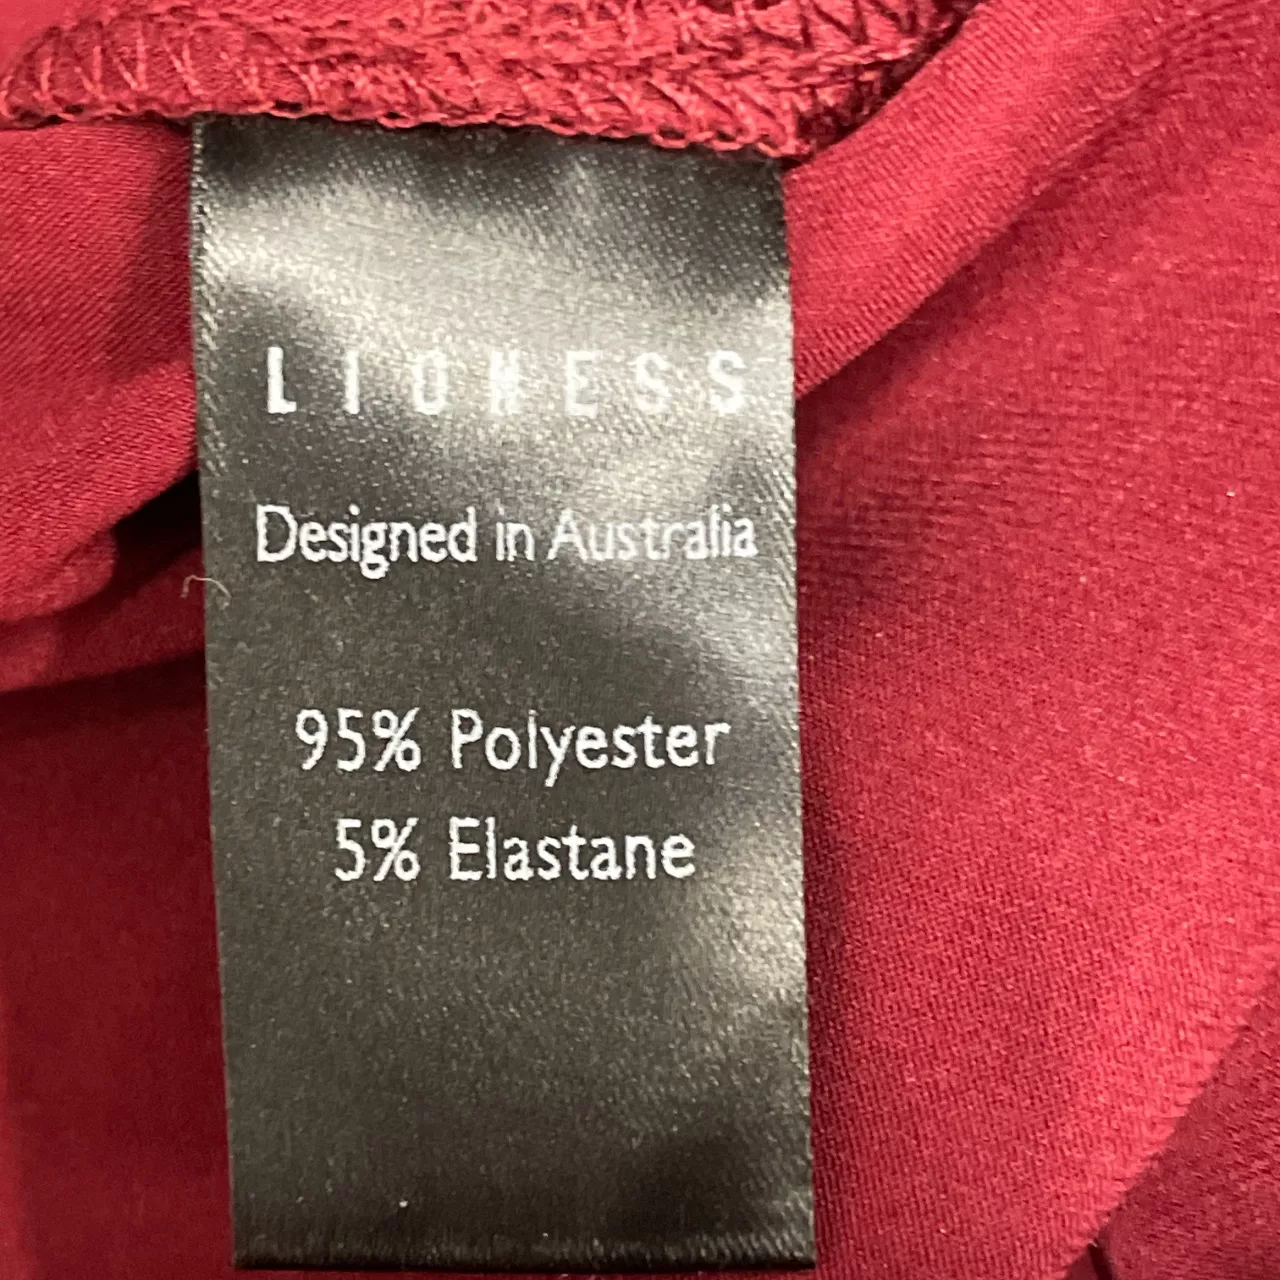 LIONESS
Designed in Australia
95% Polyester
5% Elastane